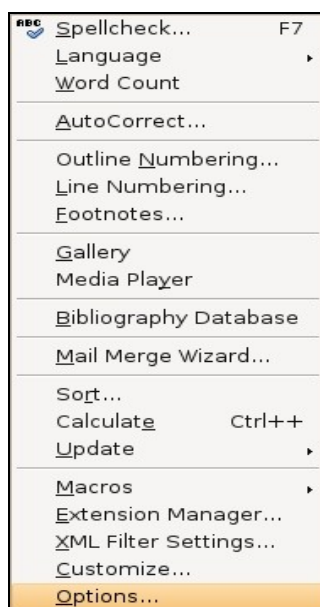 ABC Spellcheck... F7
Language
Word Count
AutoCorrect...
Outline Numbering...
Line Numbering...
Footnotes...
Gallery
Media Player
Bibliography Database
Mail Merge Wizard...
Sort...
Calculate Ctrl++
Update
Macros
Extension Manager...
XML Filter Settings...
Customize...
Options...